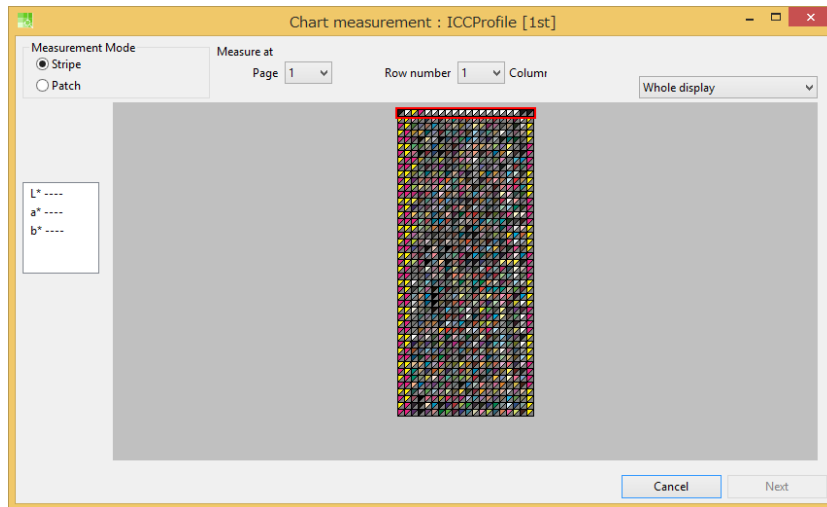 Chart measurement : ICCProfile [1st]
Measurement Mode
Stripe
Patch
Measure at
Page 1
Row number 1 Column
Whole display
L* ----
a* ----
b* ----
Cancel
Next